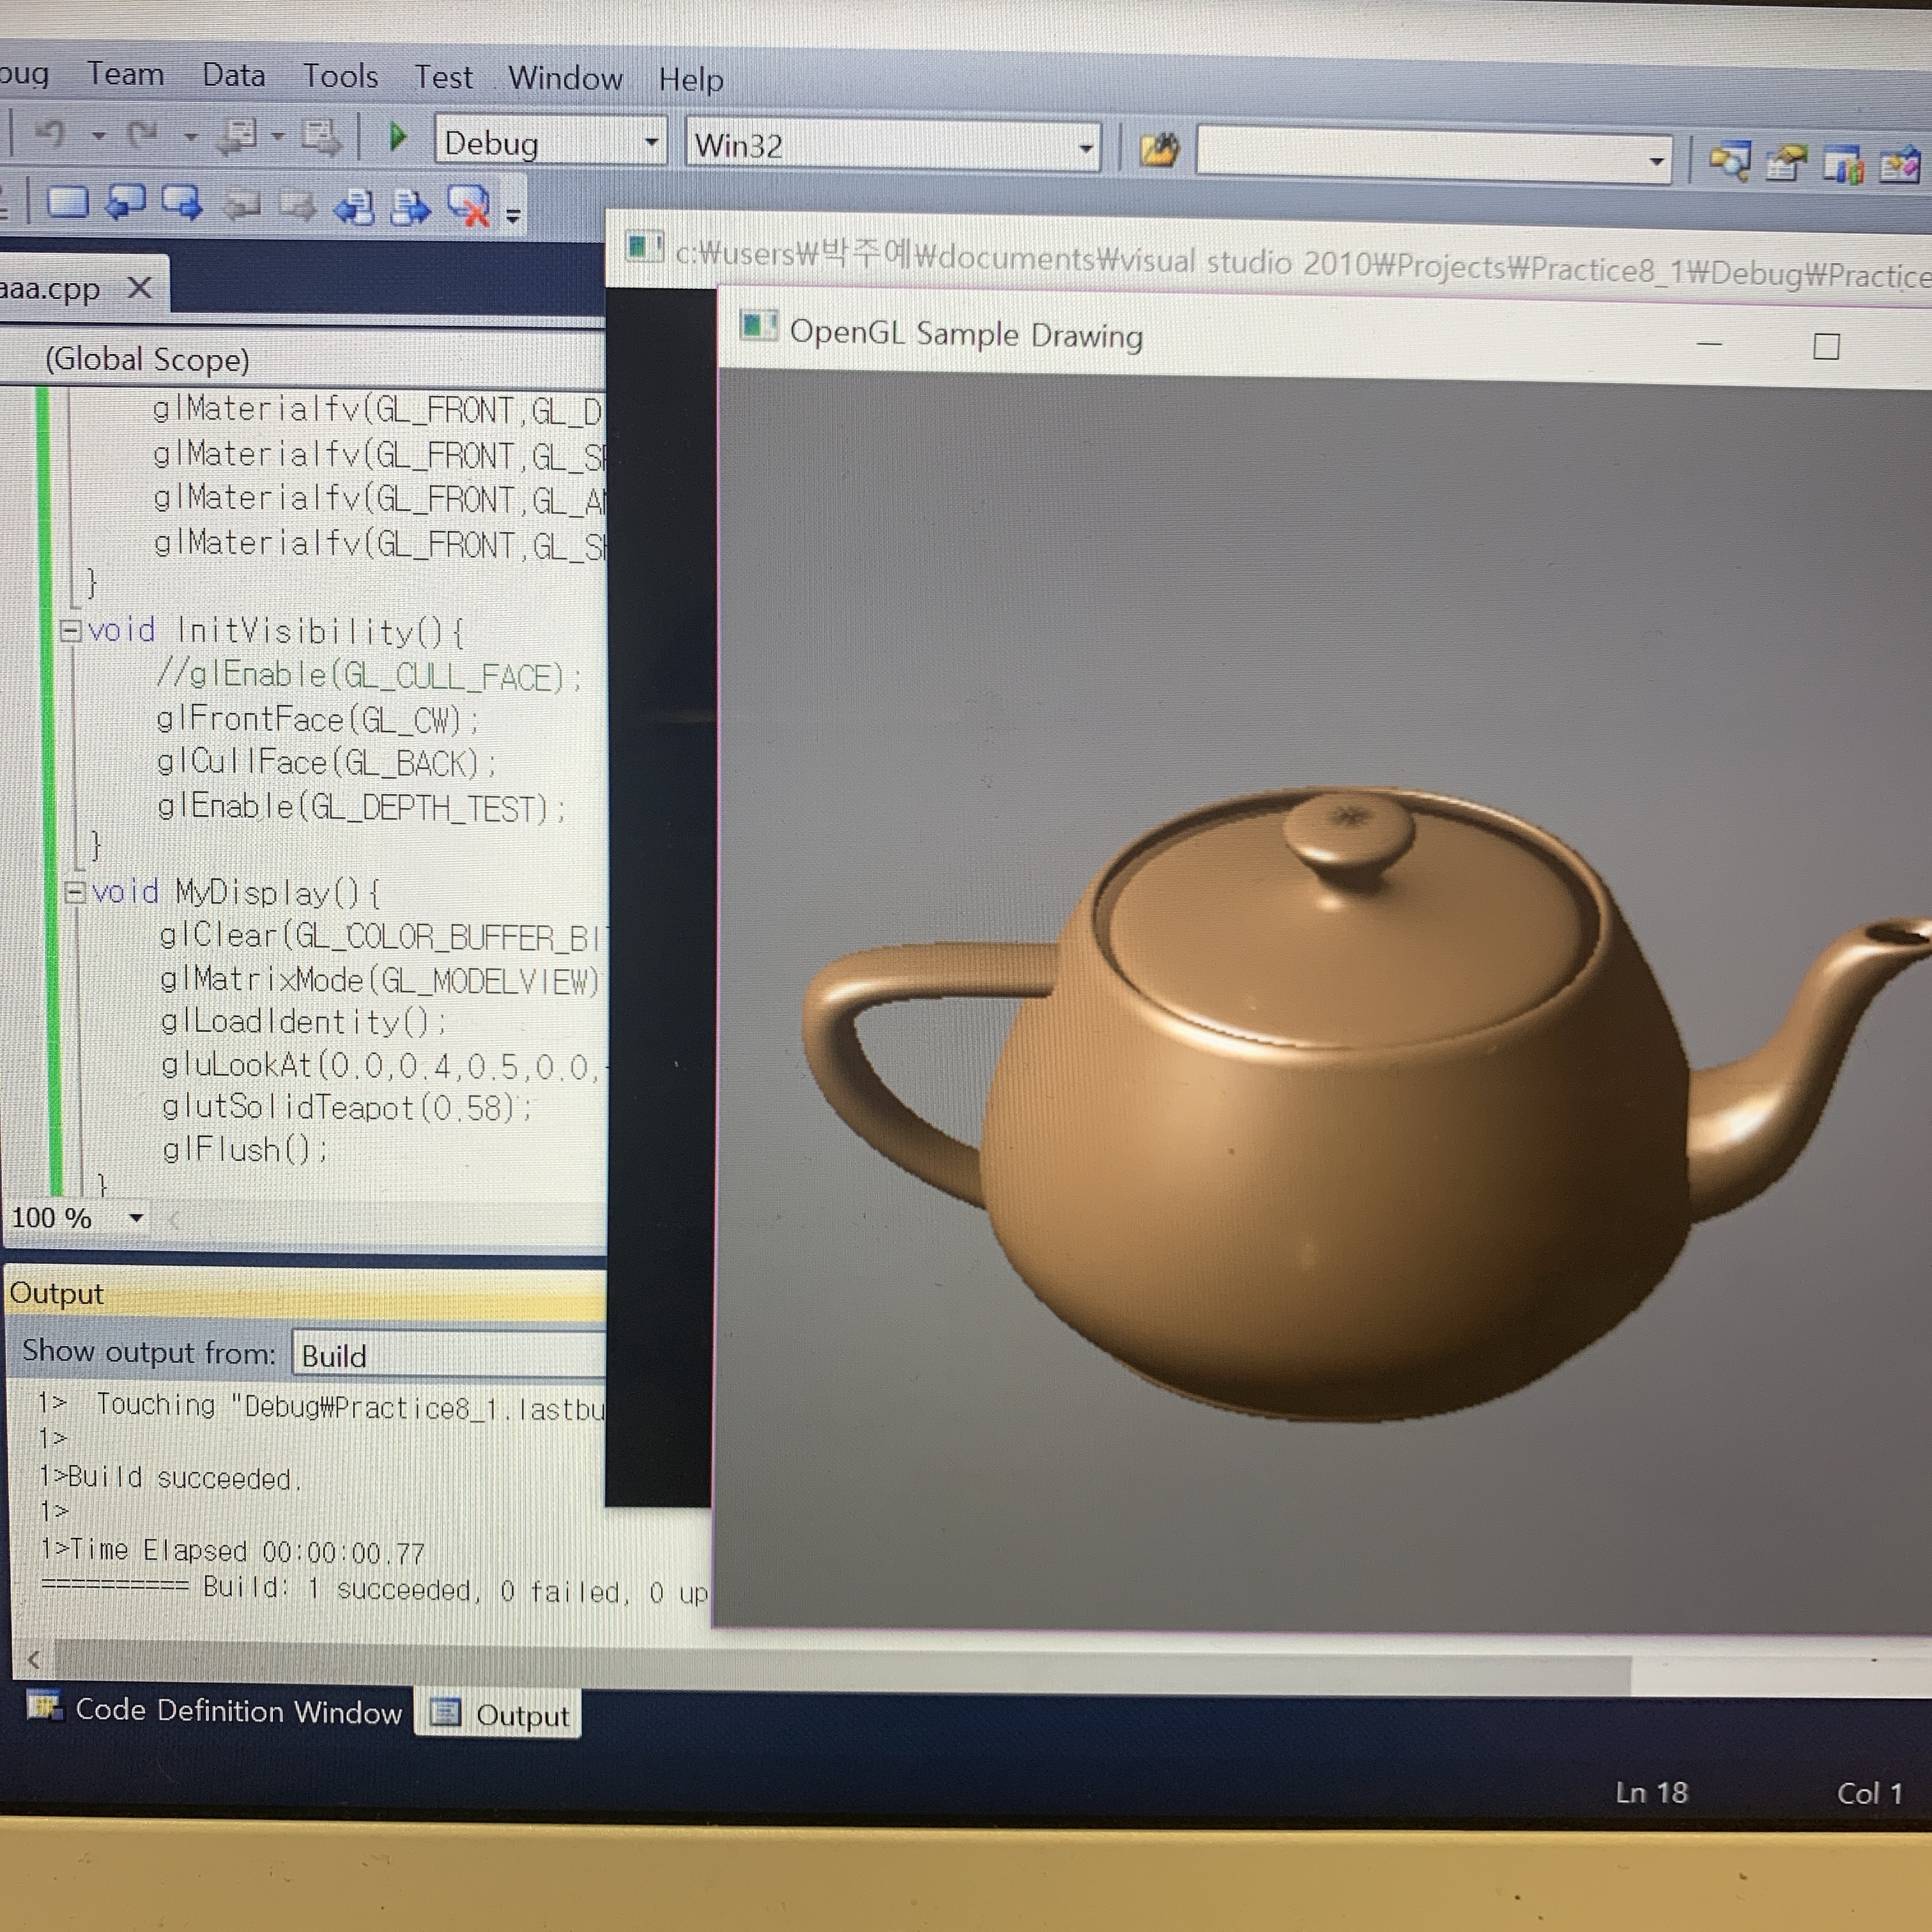 Team Data Tools Test Window Help
Debug Win32
aaa.cpp
c:₩users₩박주예₩documents₩visual studio 2010₩Projects₩Practice8_1₩Debug₩Practice
OpenGL Sample Drawing
(Global Scope)
glMaterialfv(GL_FRONT,GL_D
glMaterialfv(GL_FRONT,GL_S
glMaterialfv(GL_FRONT,GL_A
glMaterialfv(GL_FRONT,GL_S
}
void InitVisibility(){
//glEnable(GL_CULL_FACE);
glFrontFace(GL_CW);
glCullFace(GL_BACK);
glEnable(GL_DEPTH_TEST);
}
void MyDisplay(){
glClear(GL_COLOR_BUFFER_BI
glMatrixMode(GL_MODELVIEW)
glLoadIdentity();
gluLookAt(0.0,0.4,0.5,0.0,
glutSolidTeapot(0.58);
glFlush();
}
100 %
Output
Show output from: Build
1> Touching "Debug₩Practice8_1.lastbu
1>
1>Build succeeded.
1>
1>Time Elapsed 00:00:00.77
========== Build: 1 succeeded, 0 failed, 0 up
Code Definition Window Output
Ln 18 Col 1